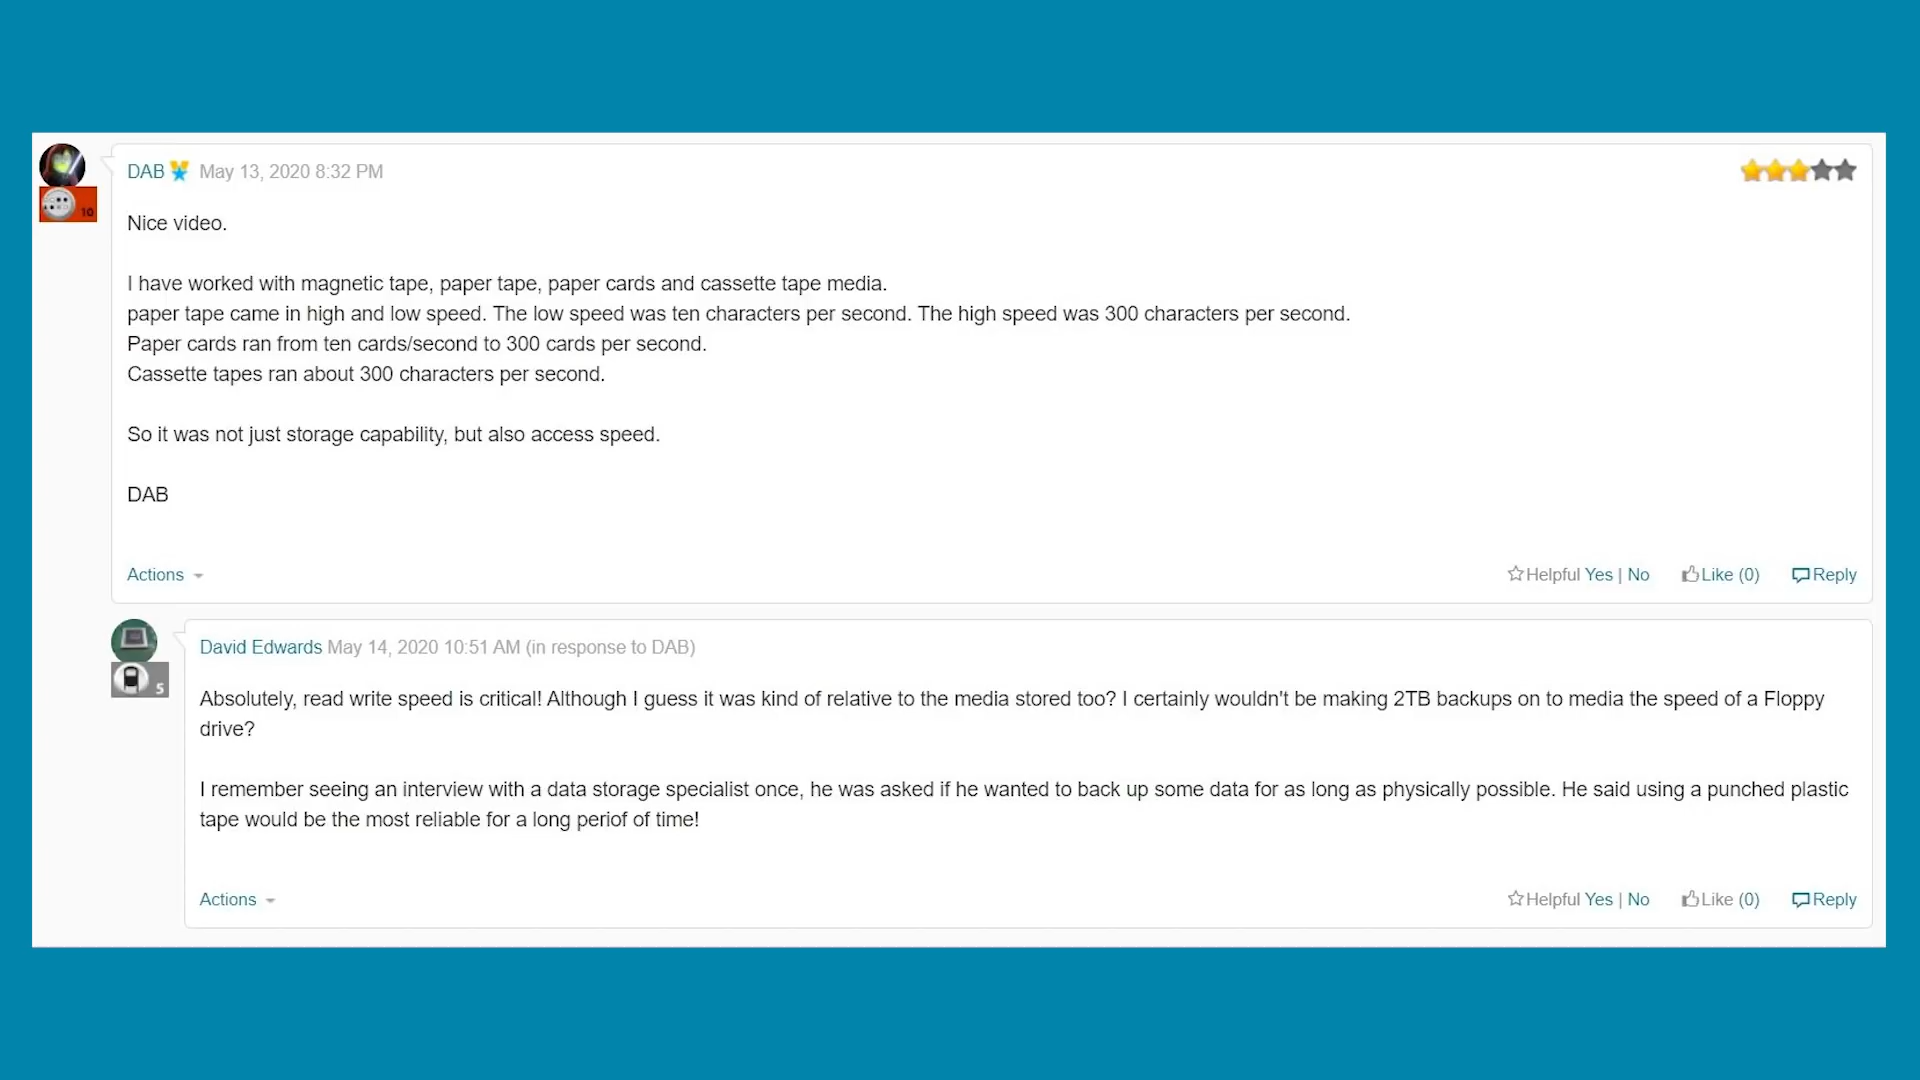 DAB May 13, 2020 8:32 PM
10
Nice video.
I have worked with magnetic tape, paper tape, paper cards and cassette tape media.
paper tape came in high and low speed. The low speed was ten characters per second. The high speed was 300 characters per second.
Paper cards ran from ten cards/second to 300 cards per second.
Cassette tapes ran about 300 characters per second.
So it was not just storage capability, but also access speed.
DAB
Actions Helpful Yes | No Like (0) Reply
David Edwards May 14, 2020 10:51 AM (in response to DAB)
5
Absolutely, read write speed is critical! Although I guess it was kind of relative to the media stored too? I certainly wouldn't be making 2TB backups on to media the speed of a Floppy
drive?
I remember seeing an interview with a data storage specialist once, he was asked if he wanted to back up some data for as long as physically possible. He said using a punched plastic
tape would be the most reliable for a long periof of time!
Actions Helpful Yes | No Like (0) Reply